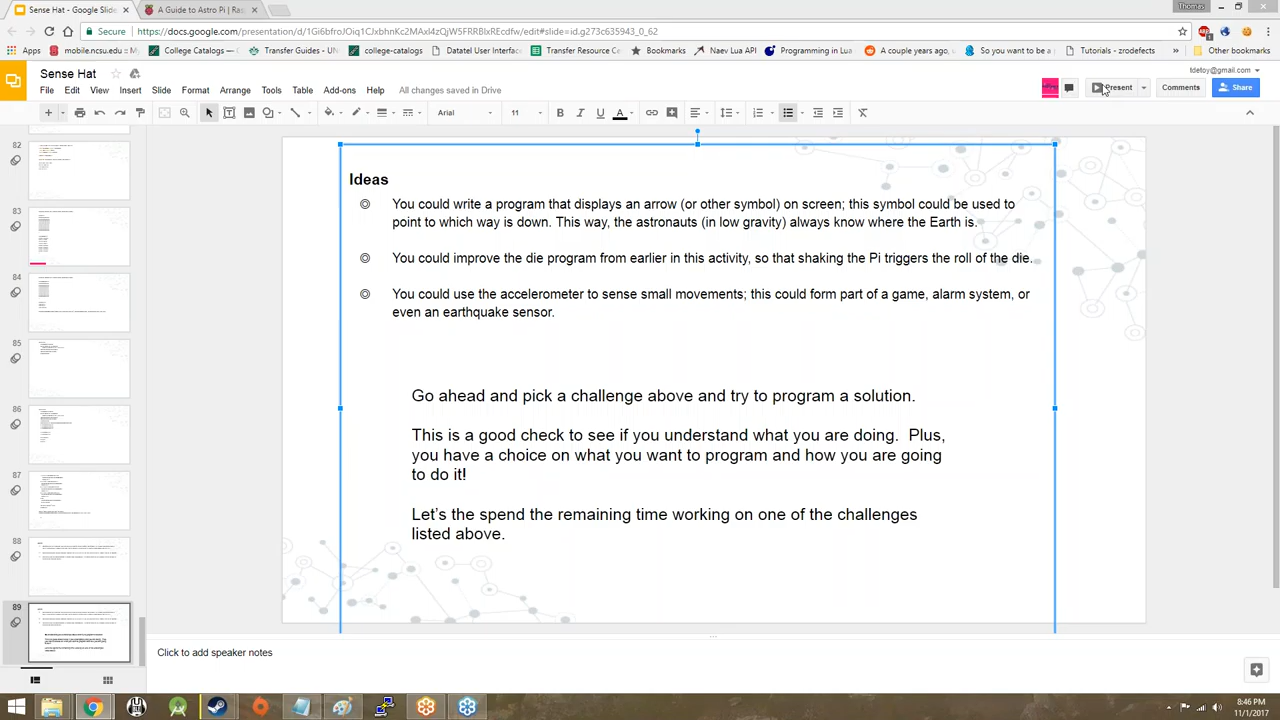 Sense Hat - Google Slide
A Guide to Astro Pi | Ras
Thomas
Secure
https://docs.google.com/presentation/d/
edit#slide=id.g273c635943_0_62
Apps
mobile.ncsu.edu — M
College Catalogs —
Transfer Guides - UN
college-catalogs
Datatel Userinterface
Transfer Resource Ce
Bookmarks
Naev Lua API
Programming in Lua
A couple years ago,
So you want to be a
Tutorials - zrodefects
Other bookmarks
Sense Hat
tdetoy@gmail.com
File Edit View Insert Slide Format Arrange Tools Table Add-ons Help
All changes saved in Drive
Present
Comments
Share
Arial
11
B I U A
82
83
84
85
86
87
88
89
Ideas
You could write a program that displays an arrow (or other symbol) on screen; this symbol could be used to
point to which way is down. This way, the astronauts (in low gravity) always know where the Earth is.
You could improve the die program from earlier in this activity so that shaking the Pi triggers the roll of the die.
You could use the accelerometer to sense small movements; this could form part of a game, alarm system, or
even an earthquake sensor.
Go ahead and pick a challenge above and try to program a solution.
This is a good check to see if you understand what you are doing. Plus,
you have a choice on what you want to program and how you are going
to do it!
Let's the spend the remaining time working on one of the challenges
listed above.
Click to add speaker notes
8:46 PM
11/1/2017